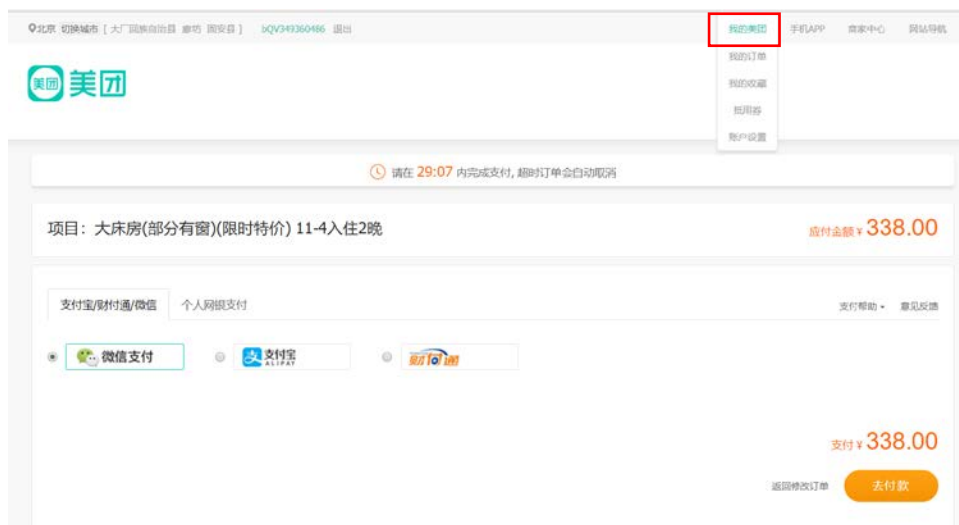 北京 切换城市 [ 大厂回族自治县 廊坊 固安县 ] bQV349360486 退出 我的美团 手机APP 商家中心 网站导航
我的订单
我的收藏
抵用券
账户设置
美团 美团
请在 29:07 内完成支付, 超时订单会自动取消
项目：大床房(部分有窗)(限时特价) 11-4入住2晚 应付金额¥338.00
支付宝/财付通/微信 个人网银支付 支付帮助 意见反馈
微信支付 支付宝 ALIPAY 财付通
支付¥338.00
返回修改订单 去付款